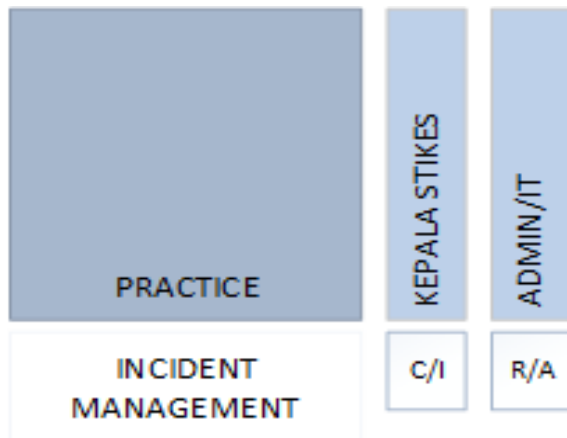 PRACTICE
KEPALA STIKES
ADMIN/IT
INCIDENT
MANAGEMENT
C/I
R/A